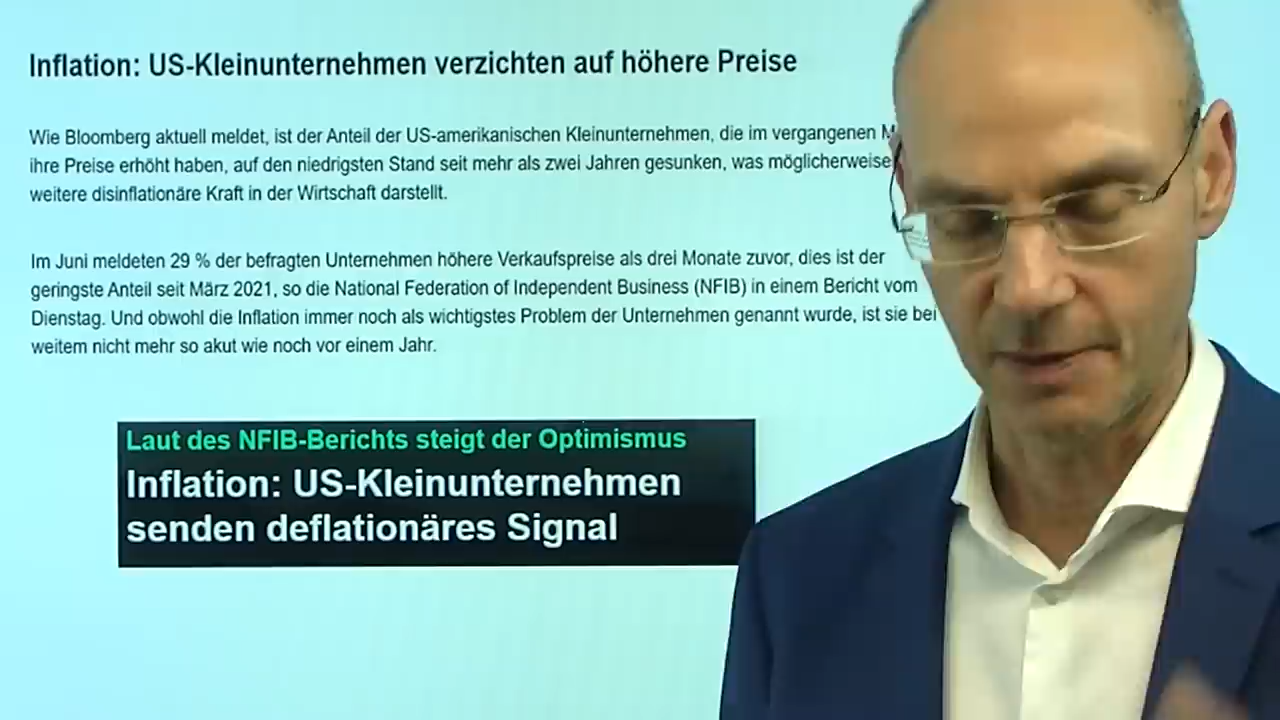 Inflation: US-Kleinunternehmen verzichten auf höhere Preise
Wie Bloomberg aktuell meldet, ist der Anteil der US-amerikanischen Kleinunternehmen, die im vergangenen
ihre Preise erhöht haben, auf den niedrigsten Stand seit mehr als zwei Jahren gesunken, was möglicherweise
weitere disinflationäre Kraft in der Wirtschaft darstellt.
Im Juni meldeten 29 % der befragten Unternehmen höhere Verkaufspreise als drei Monate zuvor, dies ist der
geringste Anteil seit März 2021, so die National Federation of Independent Business (NFIB) in einem Bericht vom
Dienstag. Und obwohl die Inflation immer noch als wichtigstes Problem der Unternehmen genannt wurde, ist sie bei
weitem nicht mehr so akut wie noch vor einem Jahr.
Laut des NFIB-Berichts steigt der Optimismus
Inflation: US-Kleinunternehmen
senden deflationäres Signal